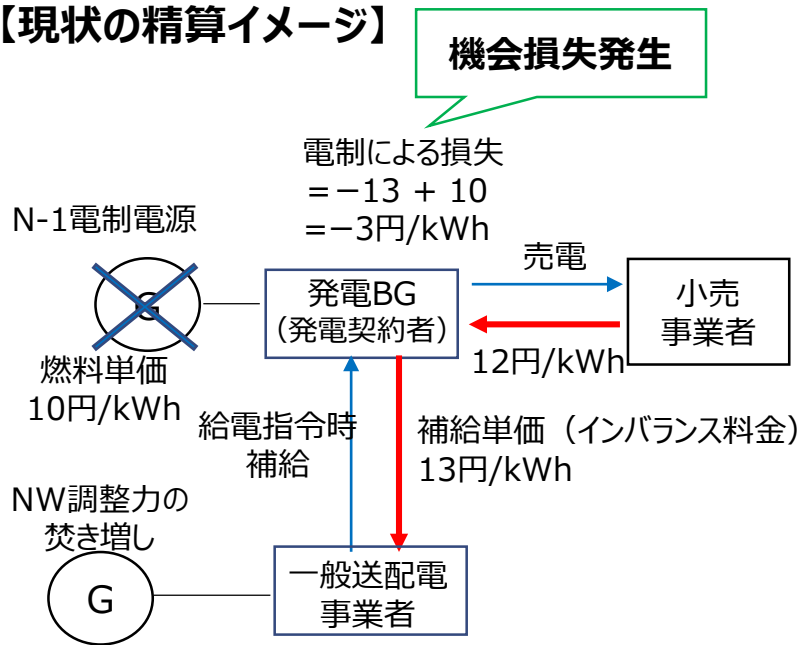 【現状の精算イメージ】
機会損失発生
電制による損失
=−13 + 10
=−3円/kWh
N-1電制電源
G
燃料単価
10円/kWh
発電BG
（発電契約者）
売電
小売
事業者
12円/kWh
給電指令時
補給
補給単価（インバランス料金）
13円/kWh
NW調整力の
焚き増し
G
一般送配電
事業者